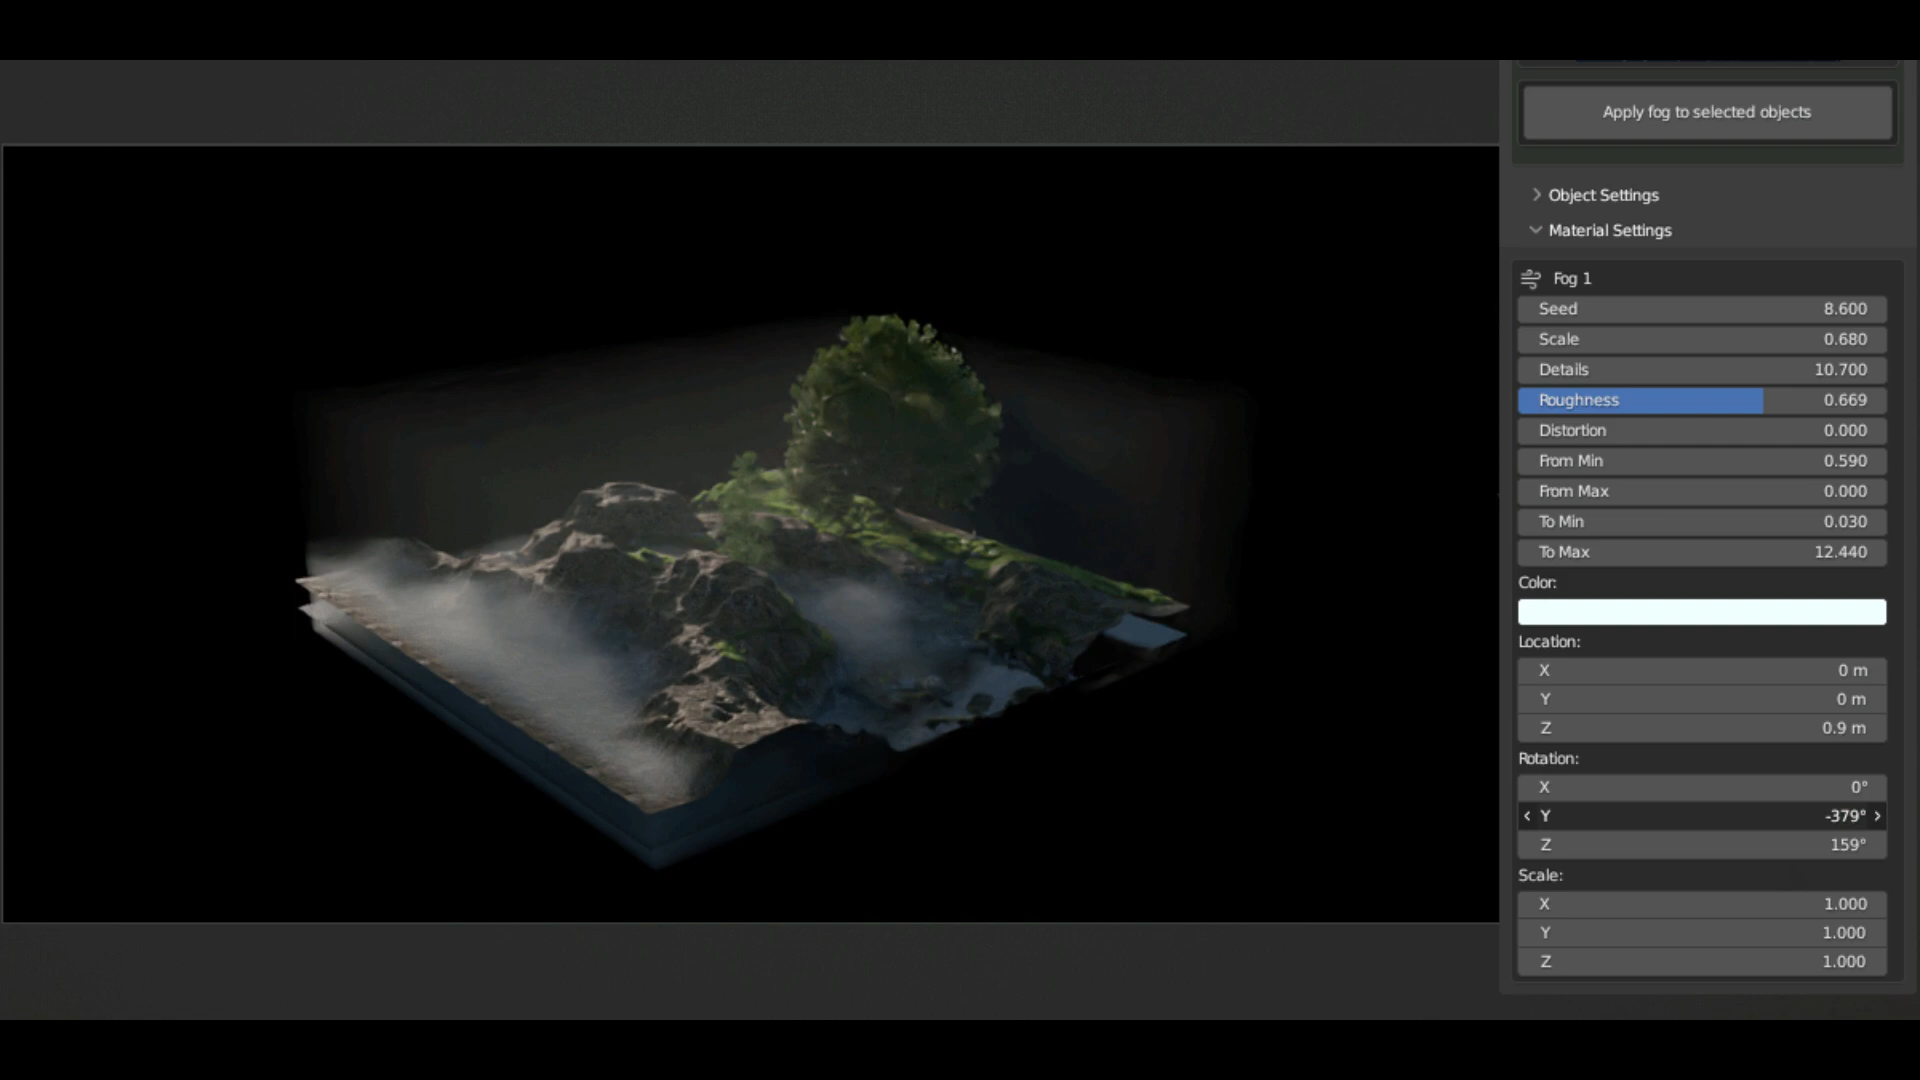 Apply fog to selected objects
Object Settings
Material Settings
Fog 1
Seed 8.600
Scale 0.680
Details 10.700
Roughness 0.669
Distortion 0.000
From Min 0.590
From Max 0.000
To Min 0.030
To Max 12.440
Color:
Location:
X 0 m
Y 0 m
Z 0.9 m
Rotation:
X 0°
Y -379°
Z 159°
Scale:
X 1.000
Y 1.000
Z 1.000